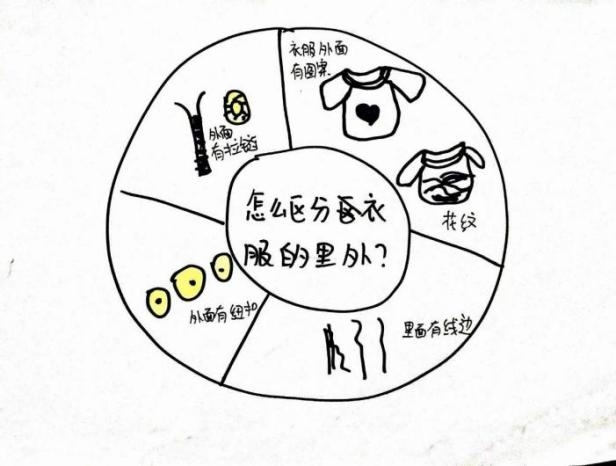 衣服外面
有图案
外面
有拉链
花纹
怎么区分衣
服的里外?
外面有纽扣
里面有线边